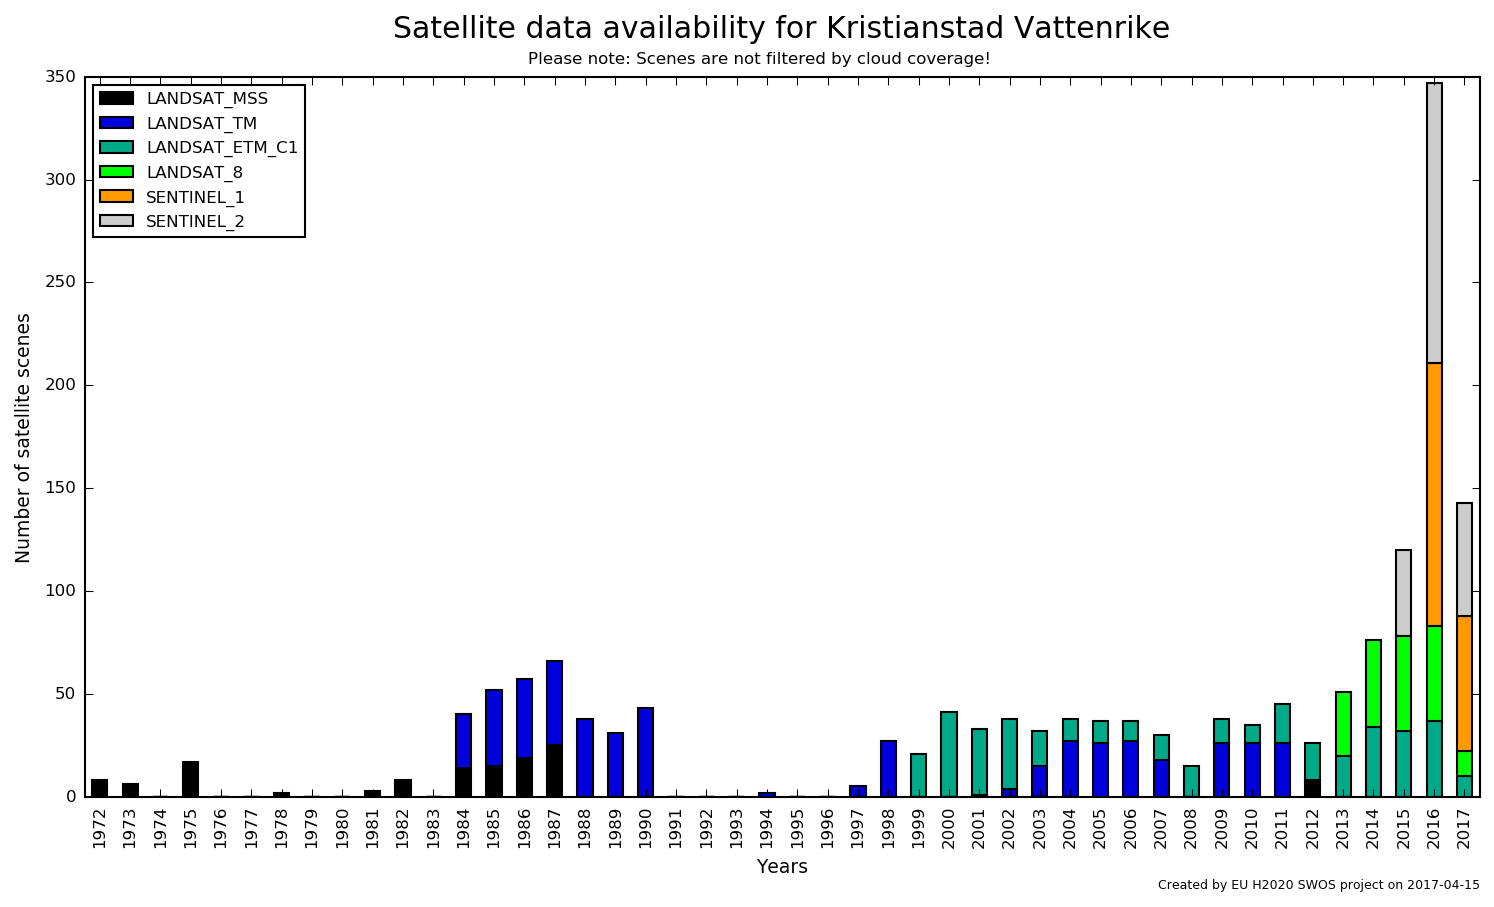 Satellite data availability for Kristianstad Vattenrike
Please note: Scenes are not filtered by cloud coverage!
350
300
250
200
150
100
50
0
Number of satellite scenes
LANDSAT_MSS
LANDSAT_TM
LANDSAT_ETM_C1
LANDSAT_8
SENTINEL_1
SENTINEL_2
1972 1973 1974 1975 1976 1977 1978 1979 1980 1981 1982 1983 1984 1985 1986 1987 1988 1989 1990 1991 1992 1993 1994 1995 1996 1997 1998 1999 2000 2001 2002 2003 2004 2005 2006 2007 2008 2009 2010 2011 2012 2013 2014 2015 2016 2017
Years
Created by EU H2020 SWOS project on 2017-04-15